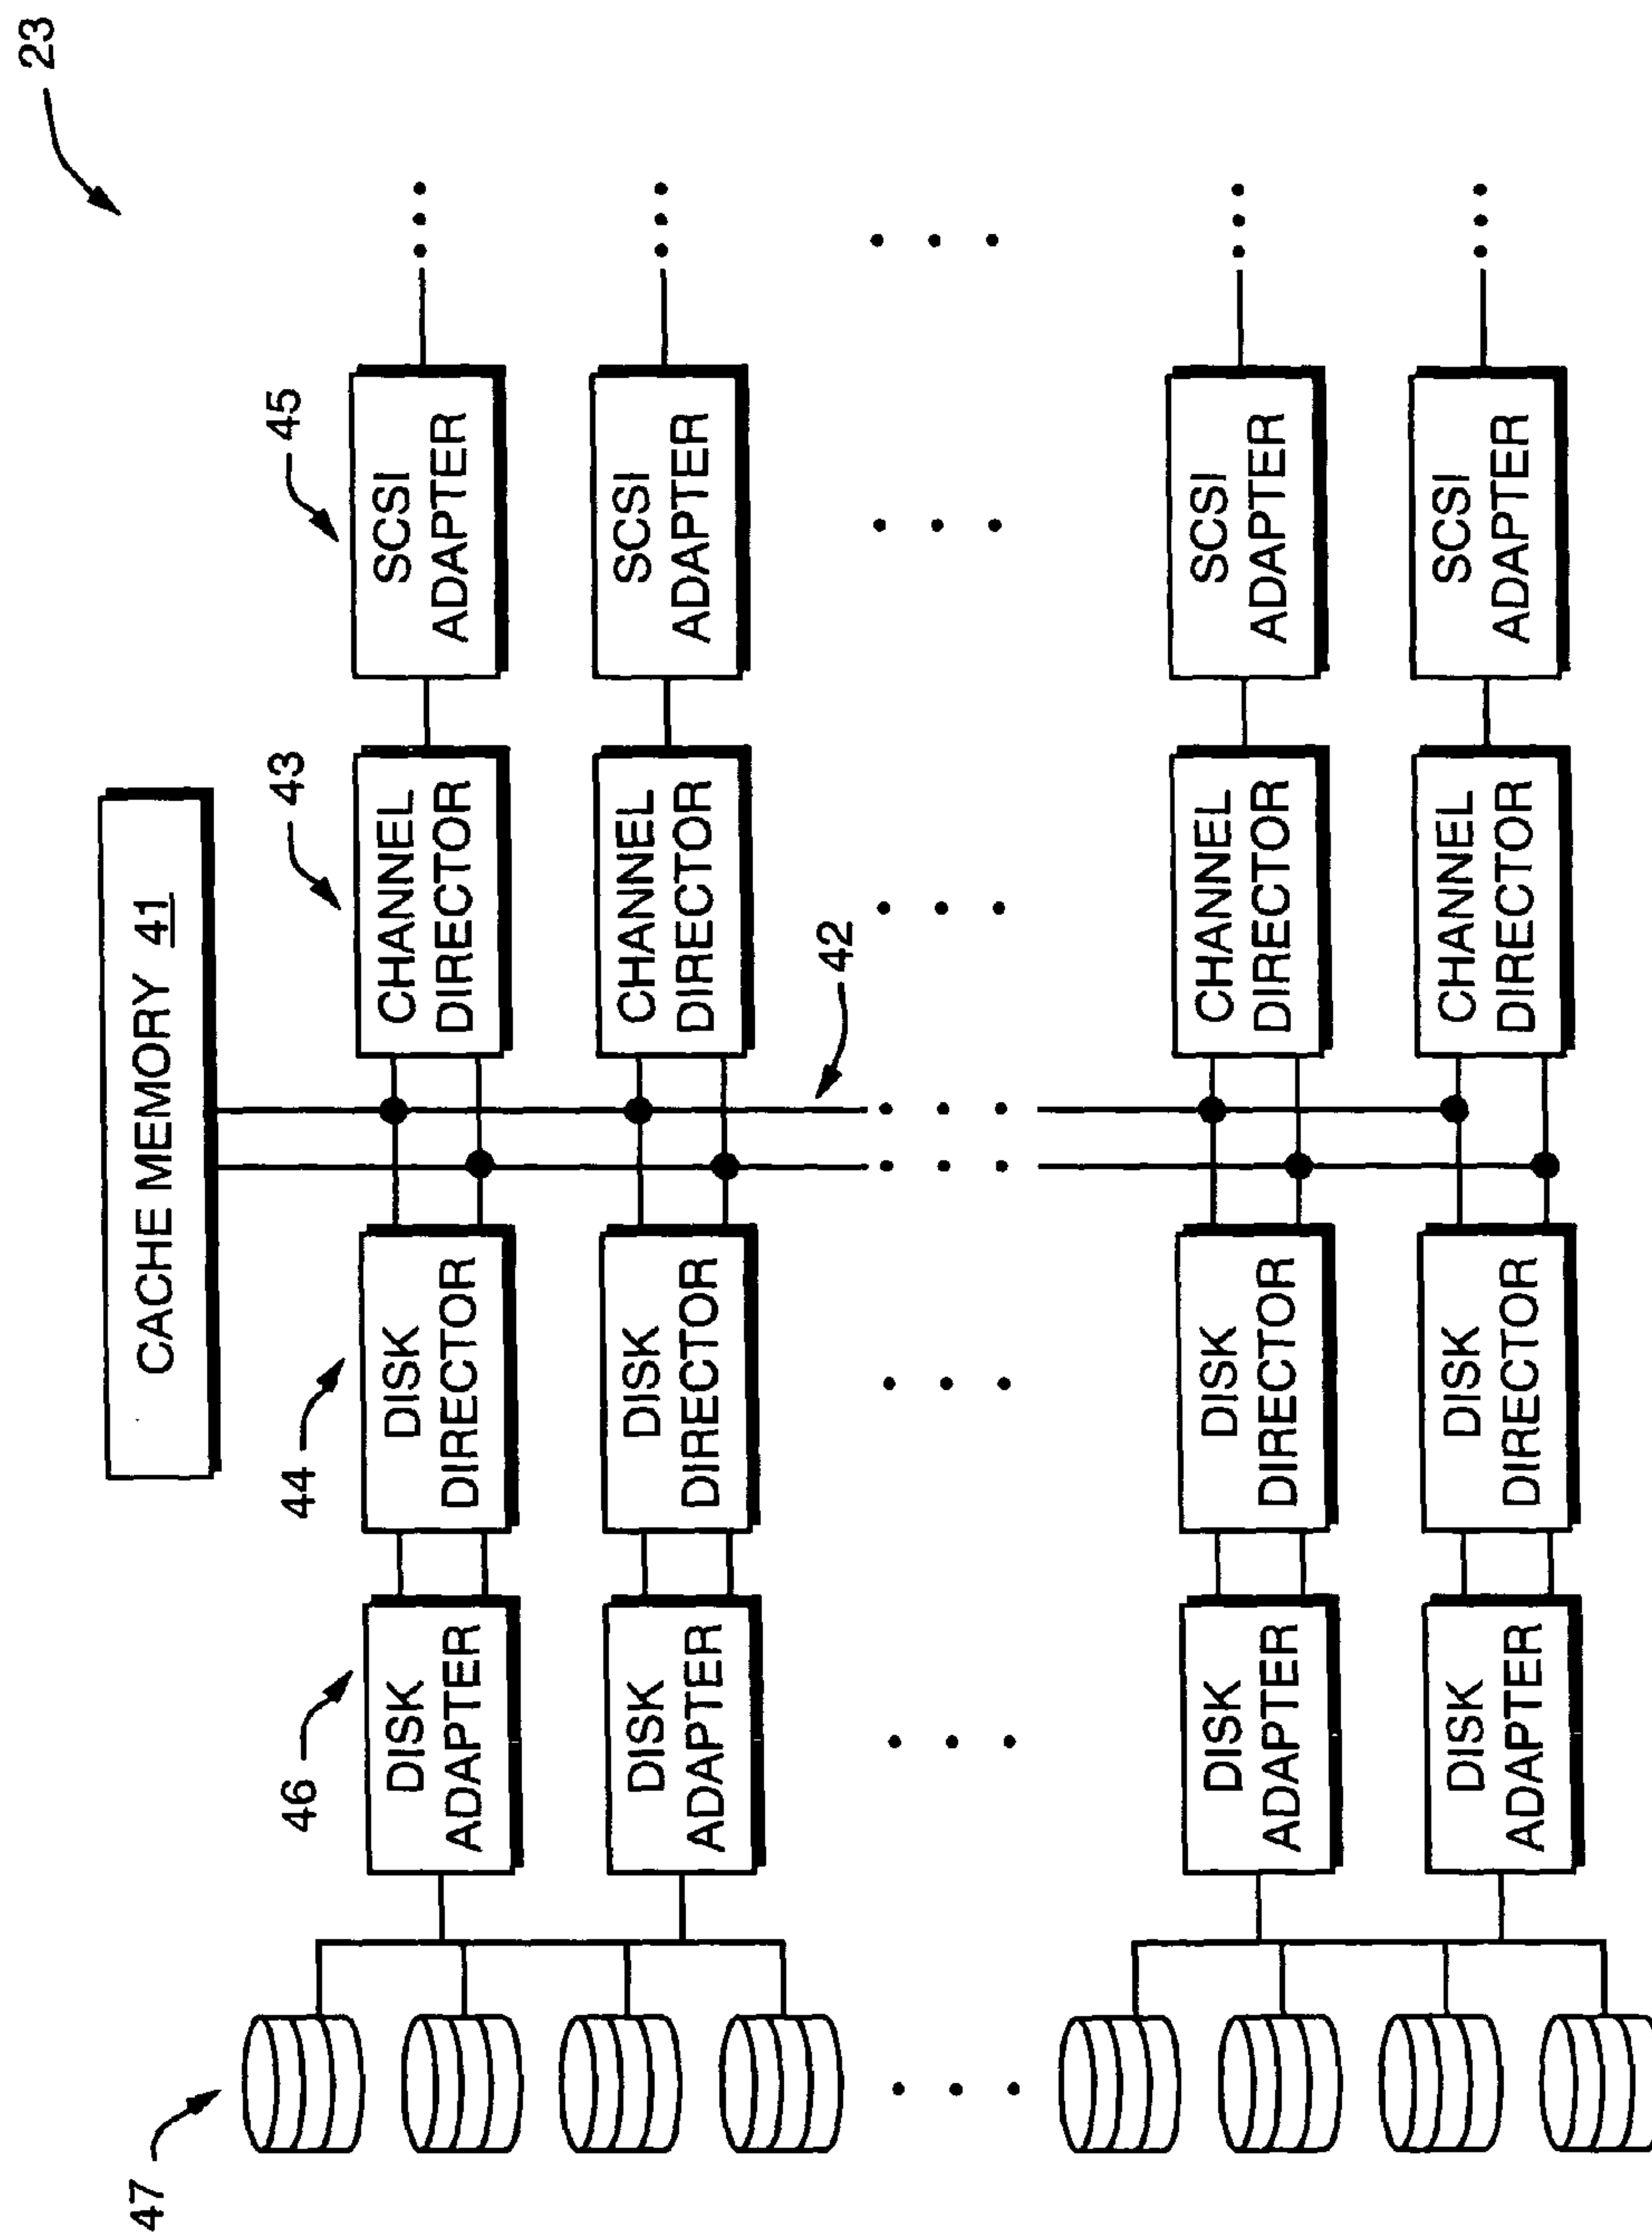 23
47
CACHE MEMORY 41
46
44
43
45
DISK
ADAPTER
DISK
DIRECTOR
CHANNEL
DIRECTOR
SCSI
ADAPTER
DISK
ADAPTER
DISK
DIRECTOR
CHANNEL
DIRECTOR
SCSI
ADAPTER
42
DISK
ADAPTER
DISK
DIRECTOR
CHANNEL
DIRECTOR
SCSI
ADAPTER
DISK
ADAPTER
DISK
DIRECTOR
CHANNEL
DIRECTOR
SCSI
ADAPTER